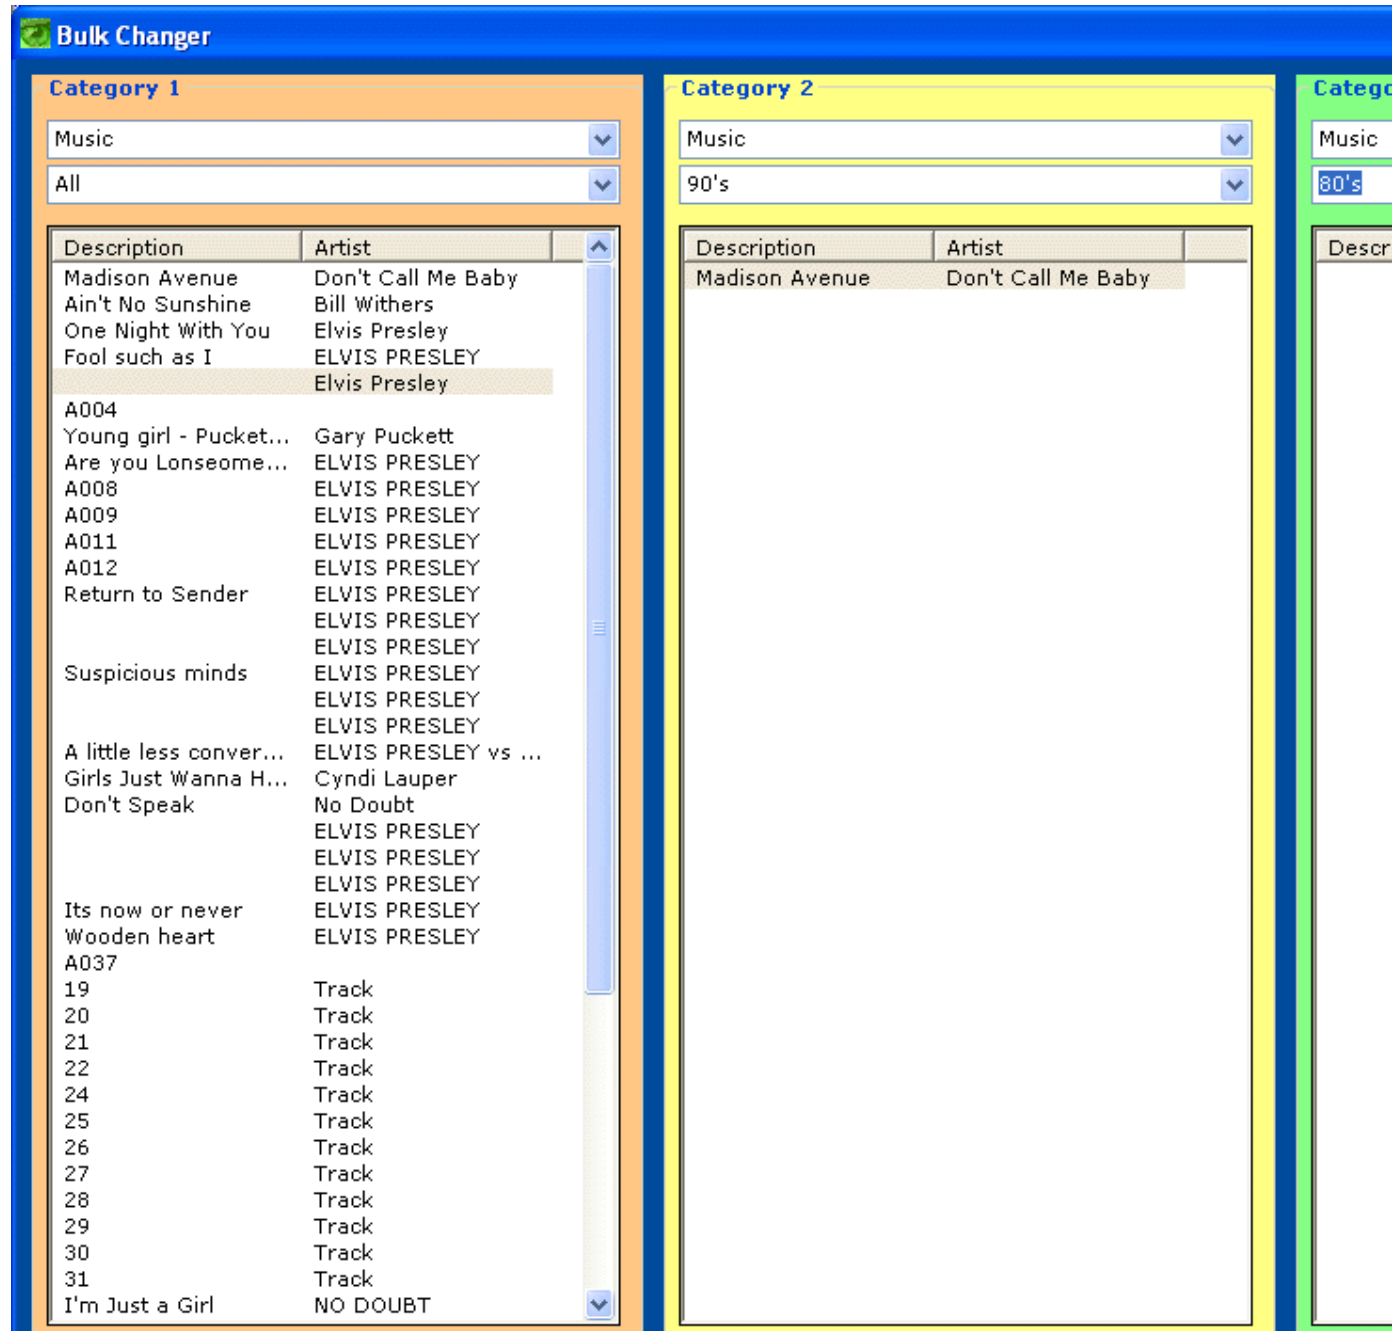 Bulk Changer
Category 1 Category 2 Catego
Music Music Music
All 90's 80's
Description Artist Description Artist Descr
Madison Avenue Don't Call Me Baby Madison Avenue Don't Call Me Baby
Ain't No Sunshine Bill Withers
One Night With You Elvis Presley
Fool such as I ELVIS PRESLEY
Elvis Presley
A004
Young girl - Pucket... Gary Puckett
Are you Lonseome... ELVIS PRESLEY
A008 ELVIS PRESLEY
A009 ELVIS PRESLEY
A011 ELVIS PRESLEY
A012 ELVIS PRESLEY
Return to Sender ELVIS PRESLEY
ELVIS PRESLEY
ELVIS PRESLEY
Suspicious minds ELVIS PRESLEY
ELVIS PRESLEY
ELVIS PRESLEY
A little less conver... ELVIS PRESLEY vs ...
Girls Just Wanna H... Cyndi Lauper
Don't Speak No Doubt
ELVIS PRESLEY
ELVIS PRESLEY
ELVIS PRESLEY
Its now or never ELVIS PRESLEY
Wooden heart ELVIS PRESLEY
A037
19 Track
20 Track
21 Track
22 Track
24 Track
25 Track
26 Track
27 Track
28 Track
29 Track
30 Track
31 Track
I'm Just a Girl NO DOUBT